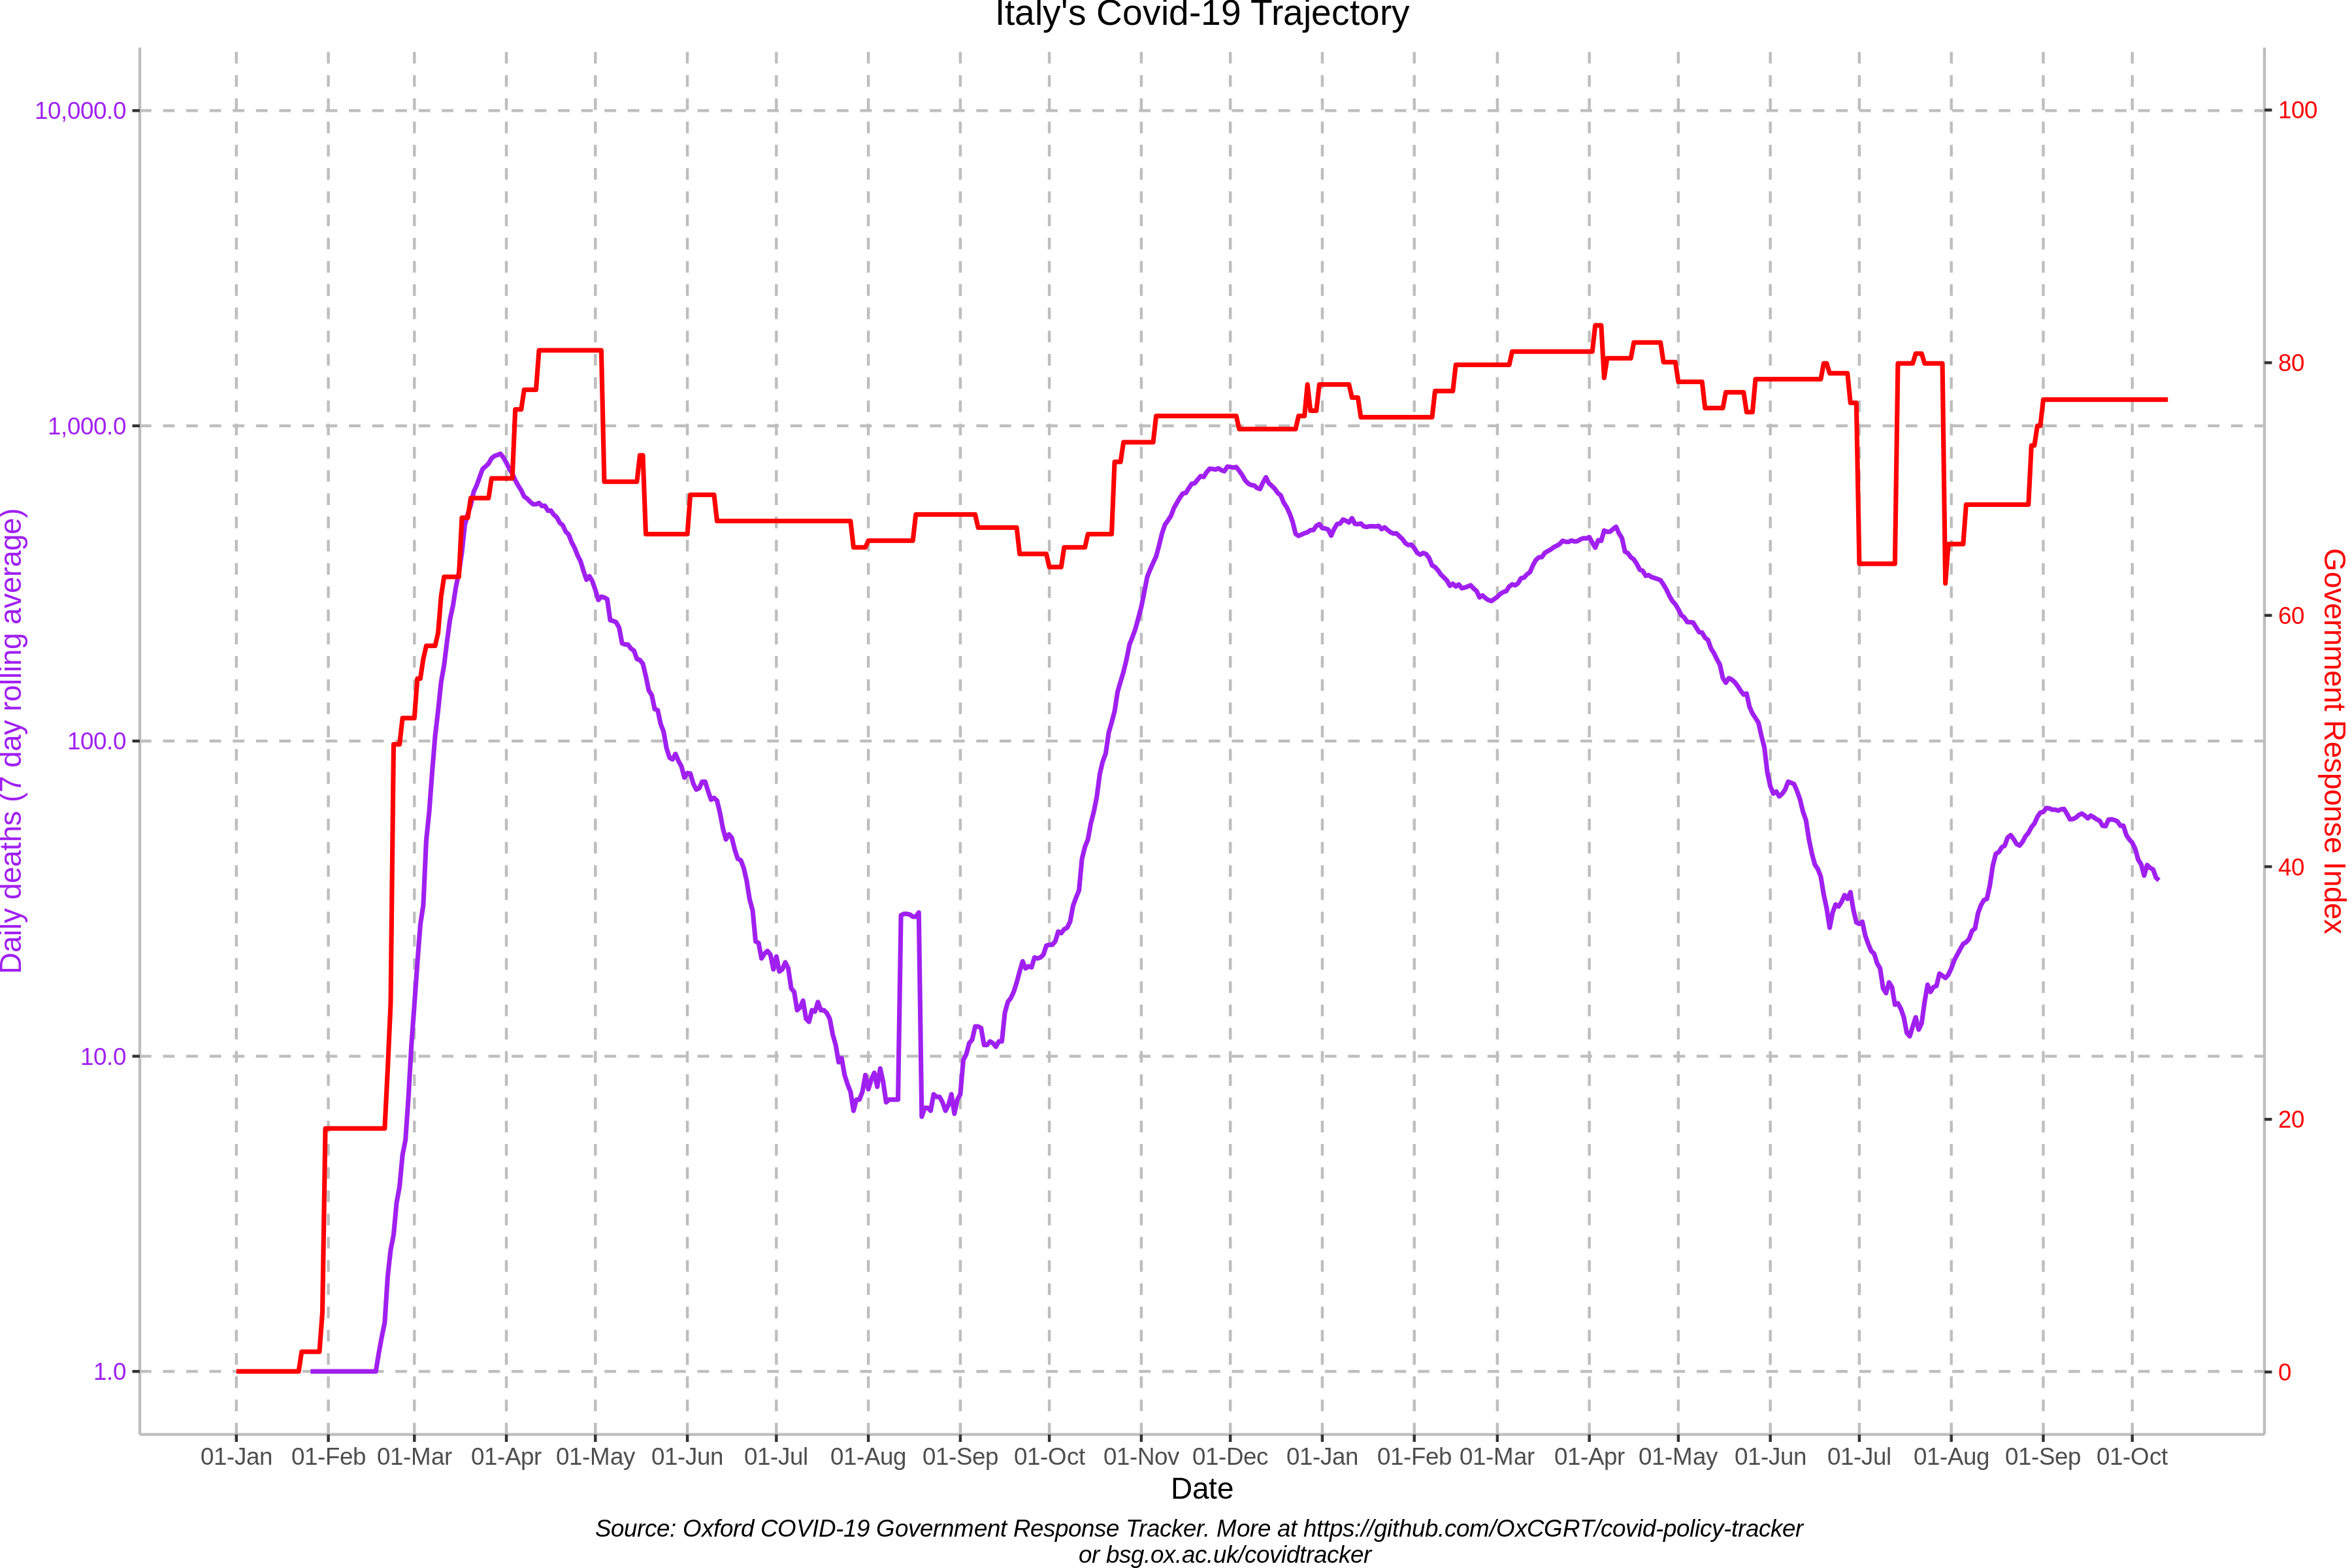 Italy's Covid-19 Trajectory
10,000.0
1,000.0
100.0
10.0
1.0
Daily deaths (7 day rolling average)
100
80
60
40
20
0
Government Response Index
01-Jan 01-Feb 01-Mar 01-Apr 01-May 01-Jun 01-Jul 01-Aug 01-Sep 01-Oct 01-Nov 01-Dec 01-Jan 01-Feb 01-Mar 01-Apr 01-May 01-Jun 01-Jul 01-Aug 01-Sep 01-Oct
Date
Source: Oxford COVID-19 Government Response Tracker. More at https://github.com/OxCGRT/covid-policy-tracker
or bsg.ox.ac.uk/covidtracker